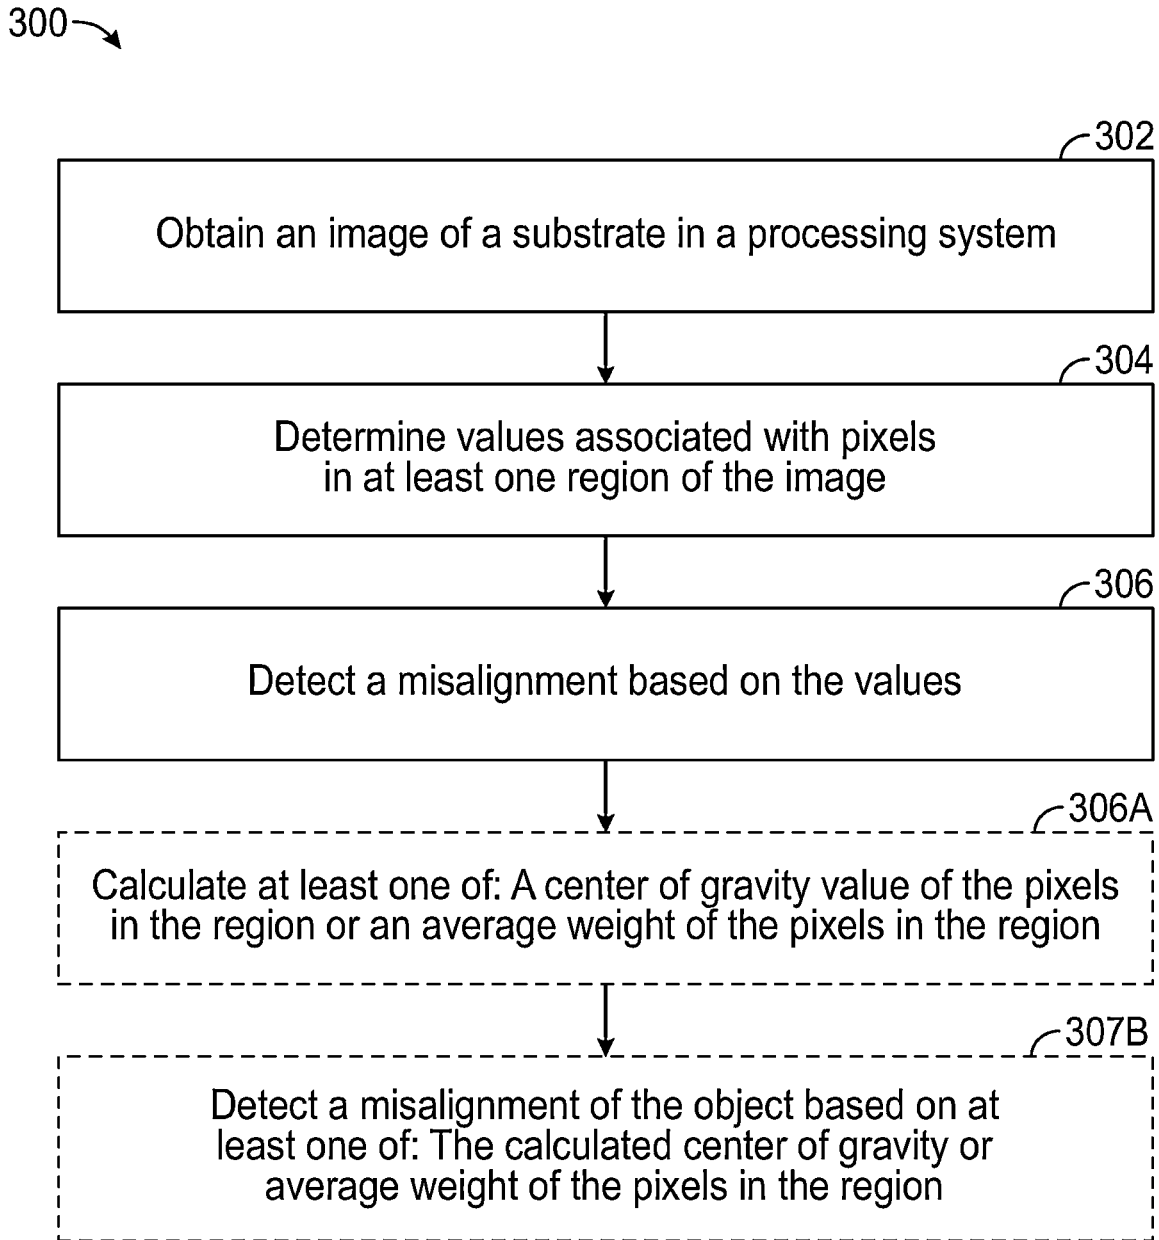 300
302
Obtain an image of a substrate in a processing system
304
Determine values associated with pixels
in at least one region of the image
306
Detect a misalignment based on the values
306A
Calculate at least one of: A center of gravity value of the pixels
in the region or an average weight of the pixels in the region
307B
Detect a misalignment of the object based on at
least one of: The calculated center of gravity or
average weight of the pixels in the region